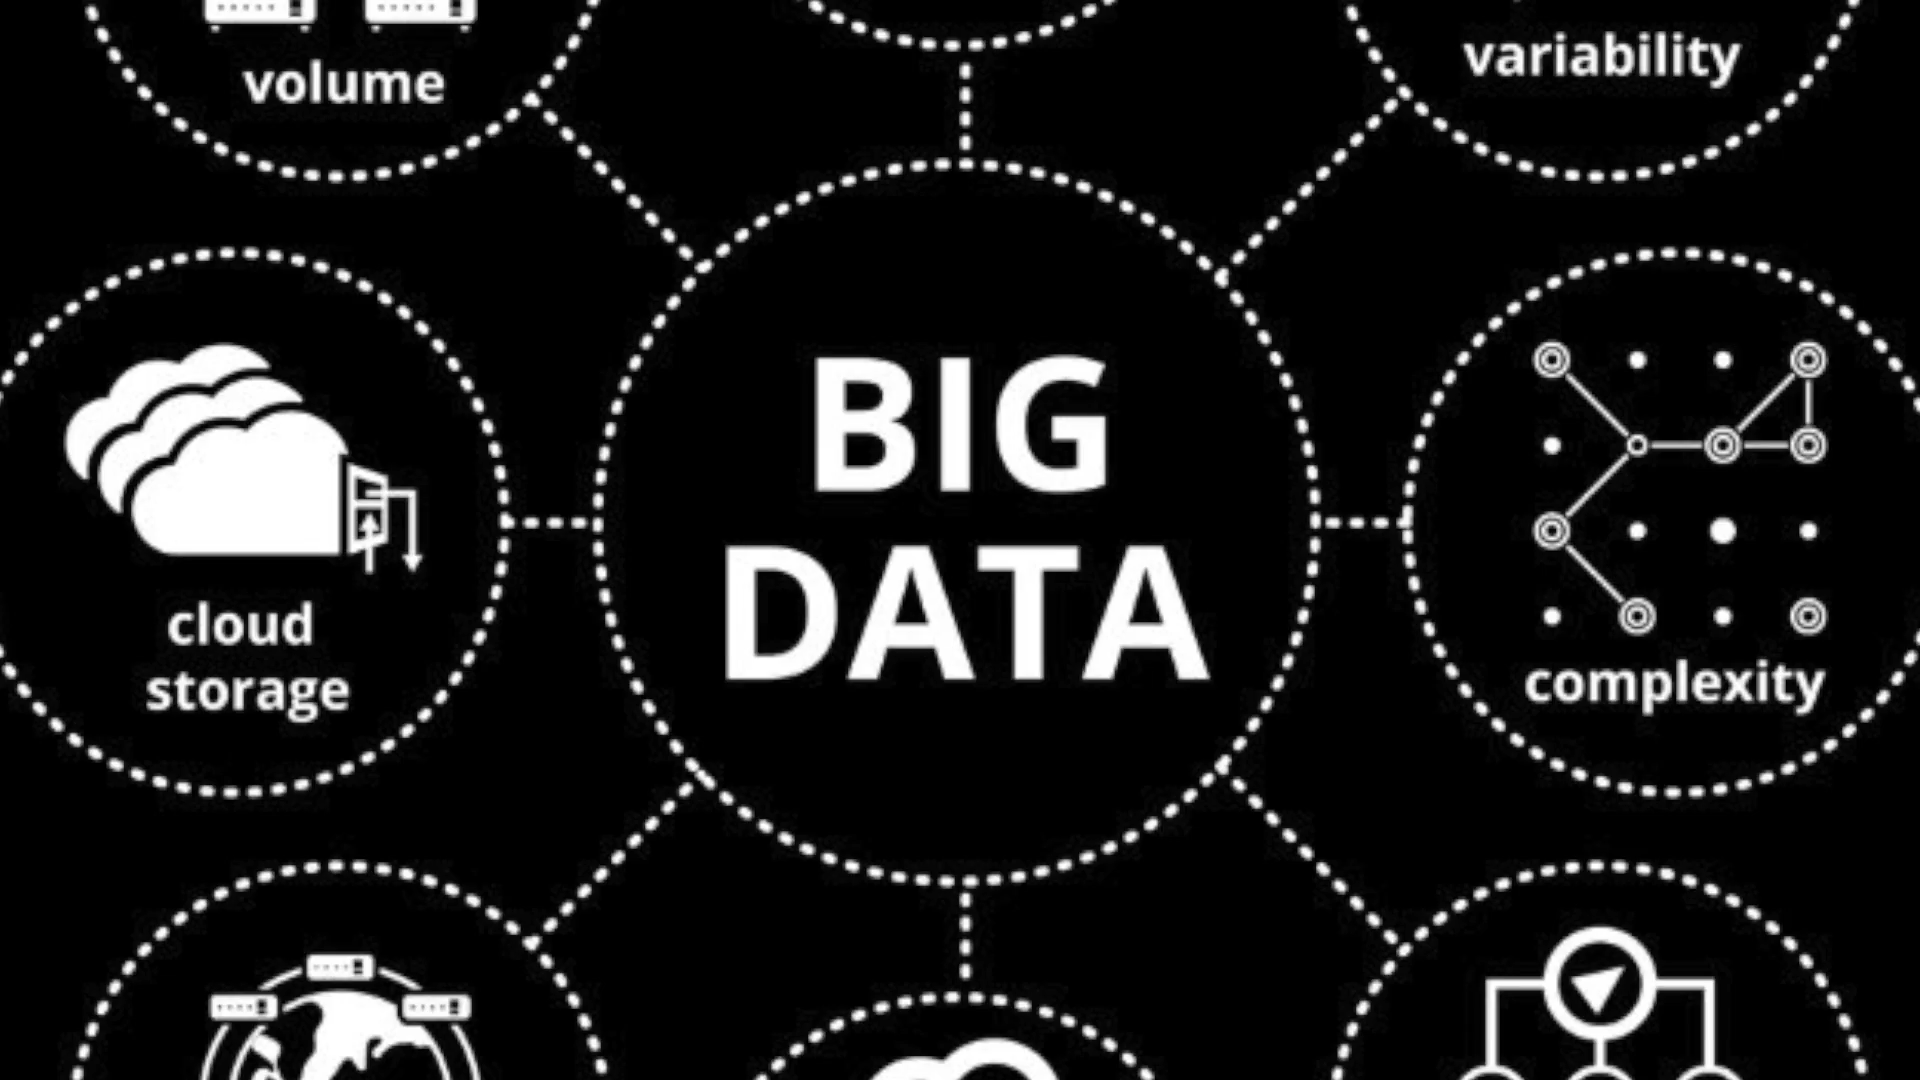 volume
variability
BIG
DATA
cloud
storage
complexity